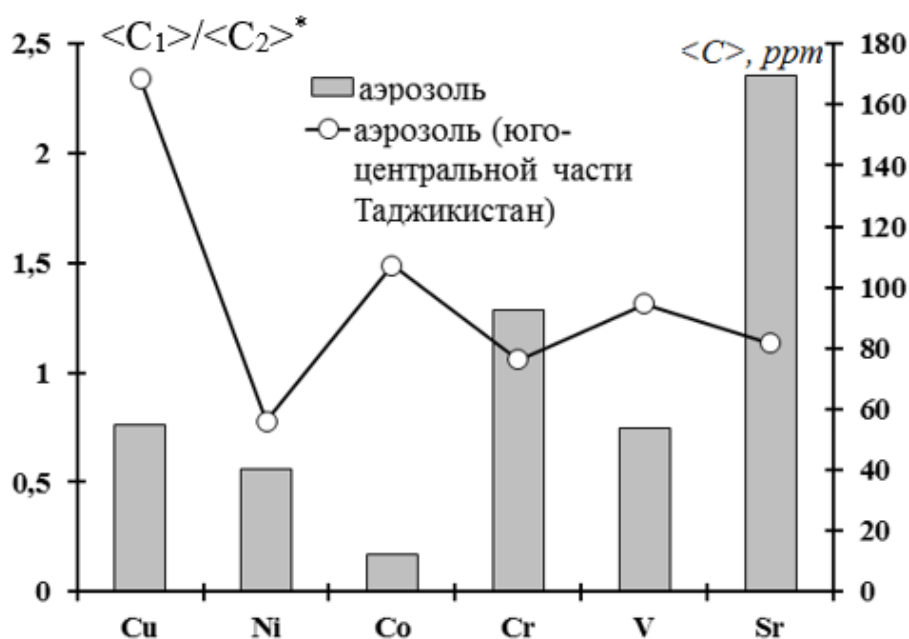 <C₁>/<C₂>*
<C>, ppm
2,5
2
1,5
1
0,5
0
180
160
140
120
100
80
60
40
20
0
аэрозоль
аэрозоль (юго-
центральной части
Таджикистан)
Cu Ni Co Cr V Sr